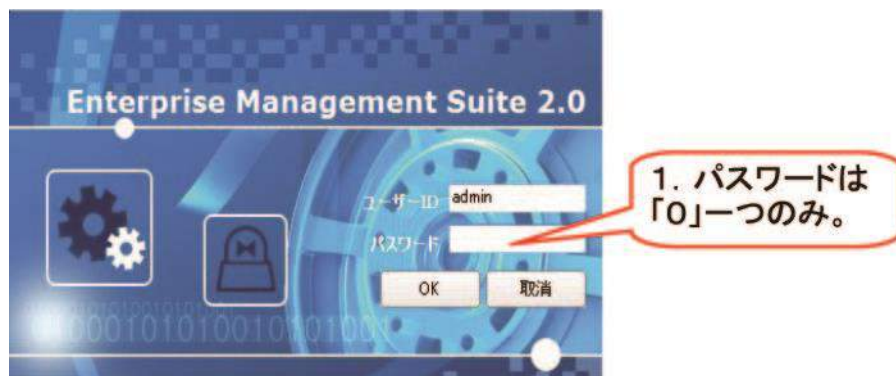 Enterprise Management Suite 2.0
ユーザーID admin
パスワード
OK 取消
1. パスワードは
「0」一つのみ。